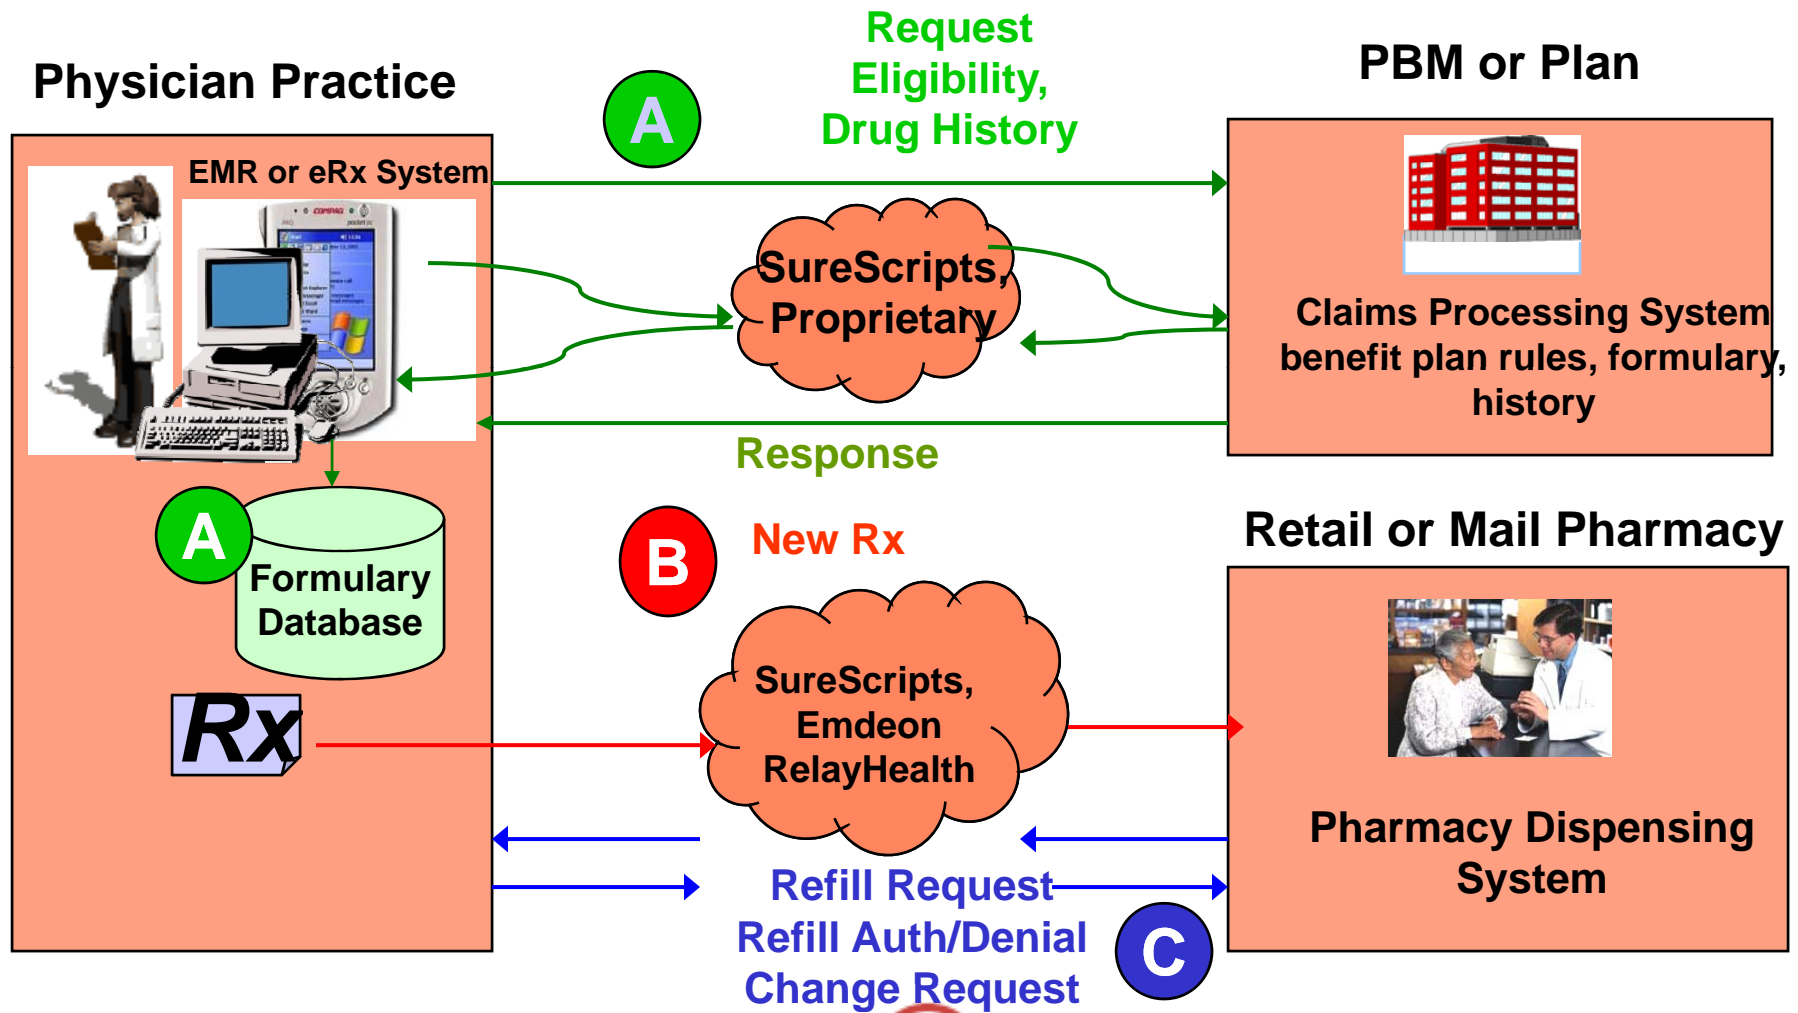 Physician Practice
EMR or eRx System
COMPAQ
Formulary
Database
Rx
A
A
Request
Eligibility,
Drug History
SureScripts,
Proprietary
Response
B
New Rx
SureScripts,
Emdeon
RelayHealth
Refill Request
Refill Auth/Denial
Change Request
C
PBM or Plan
Claims Processing System
benefit plan rules, formulary,
history
Retail or Mail Pharmacy
Pharmacy Dispensing
System